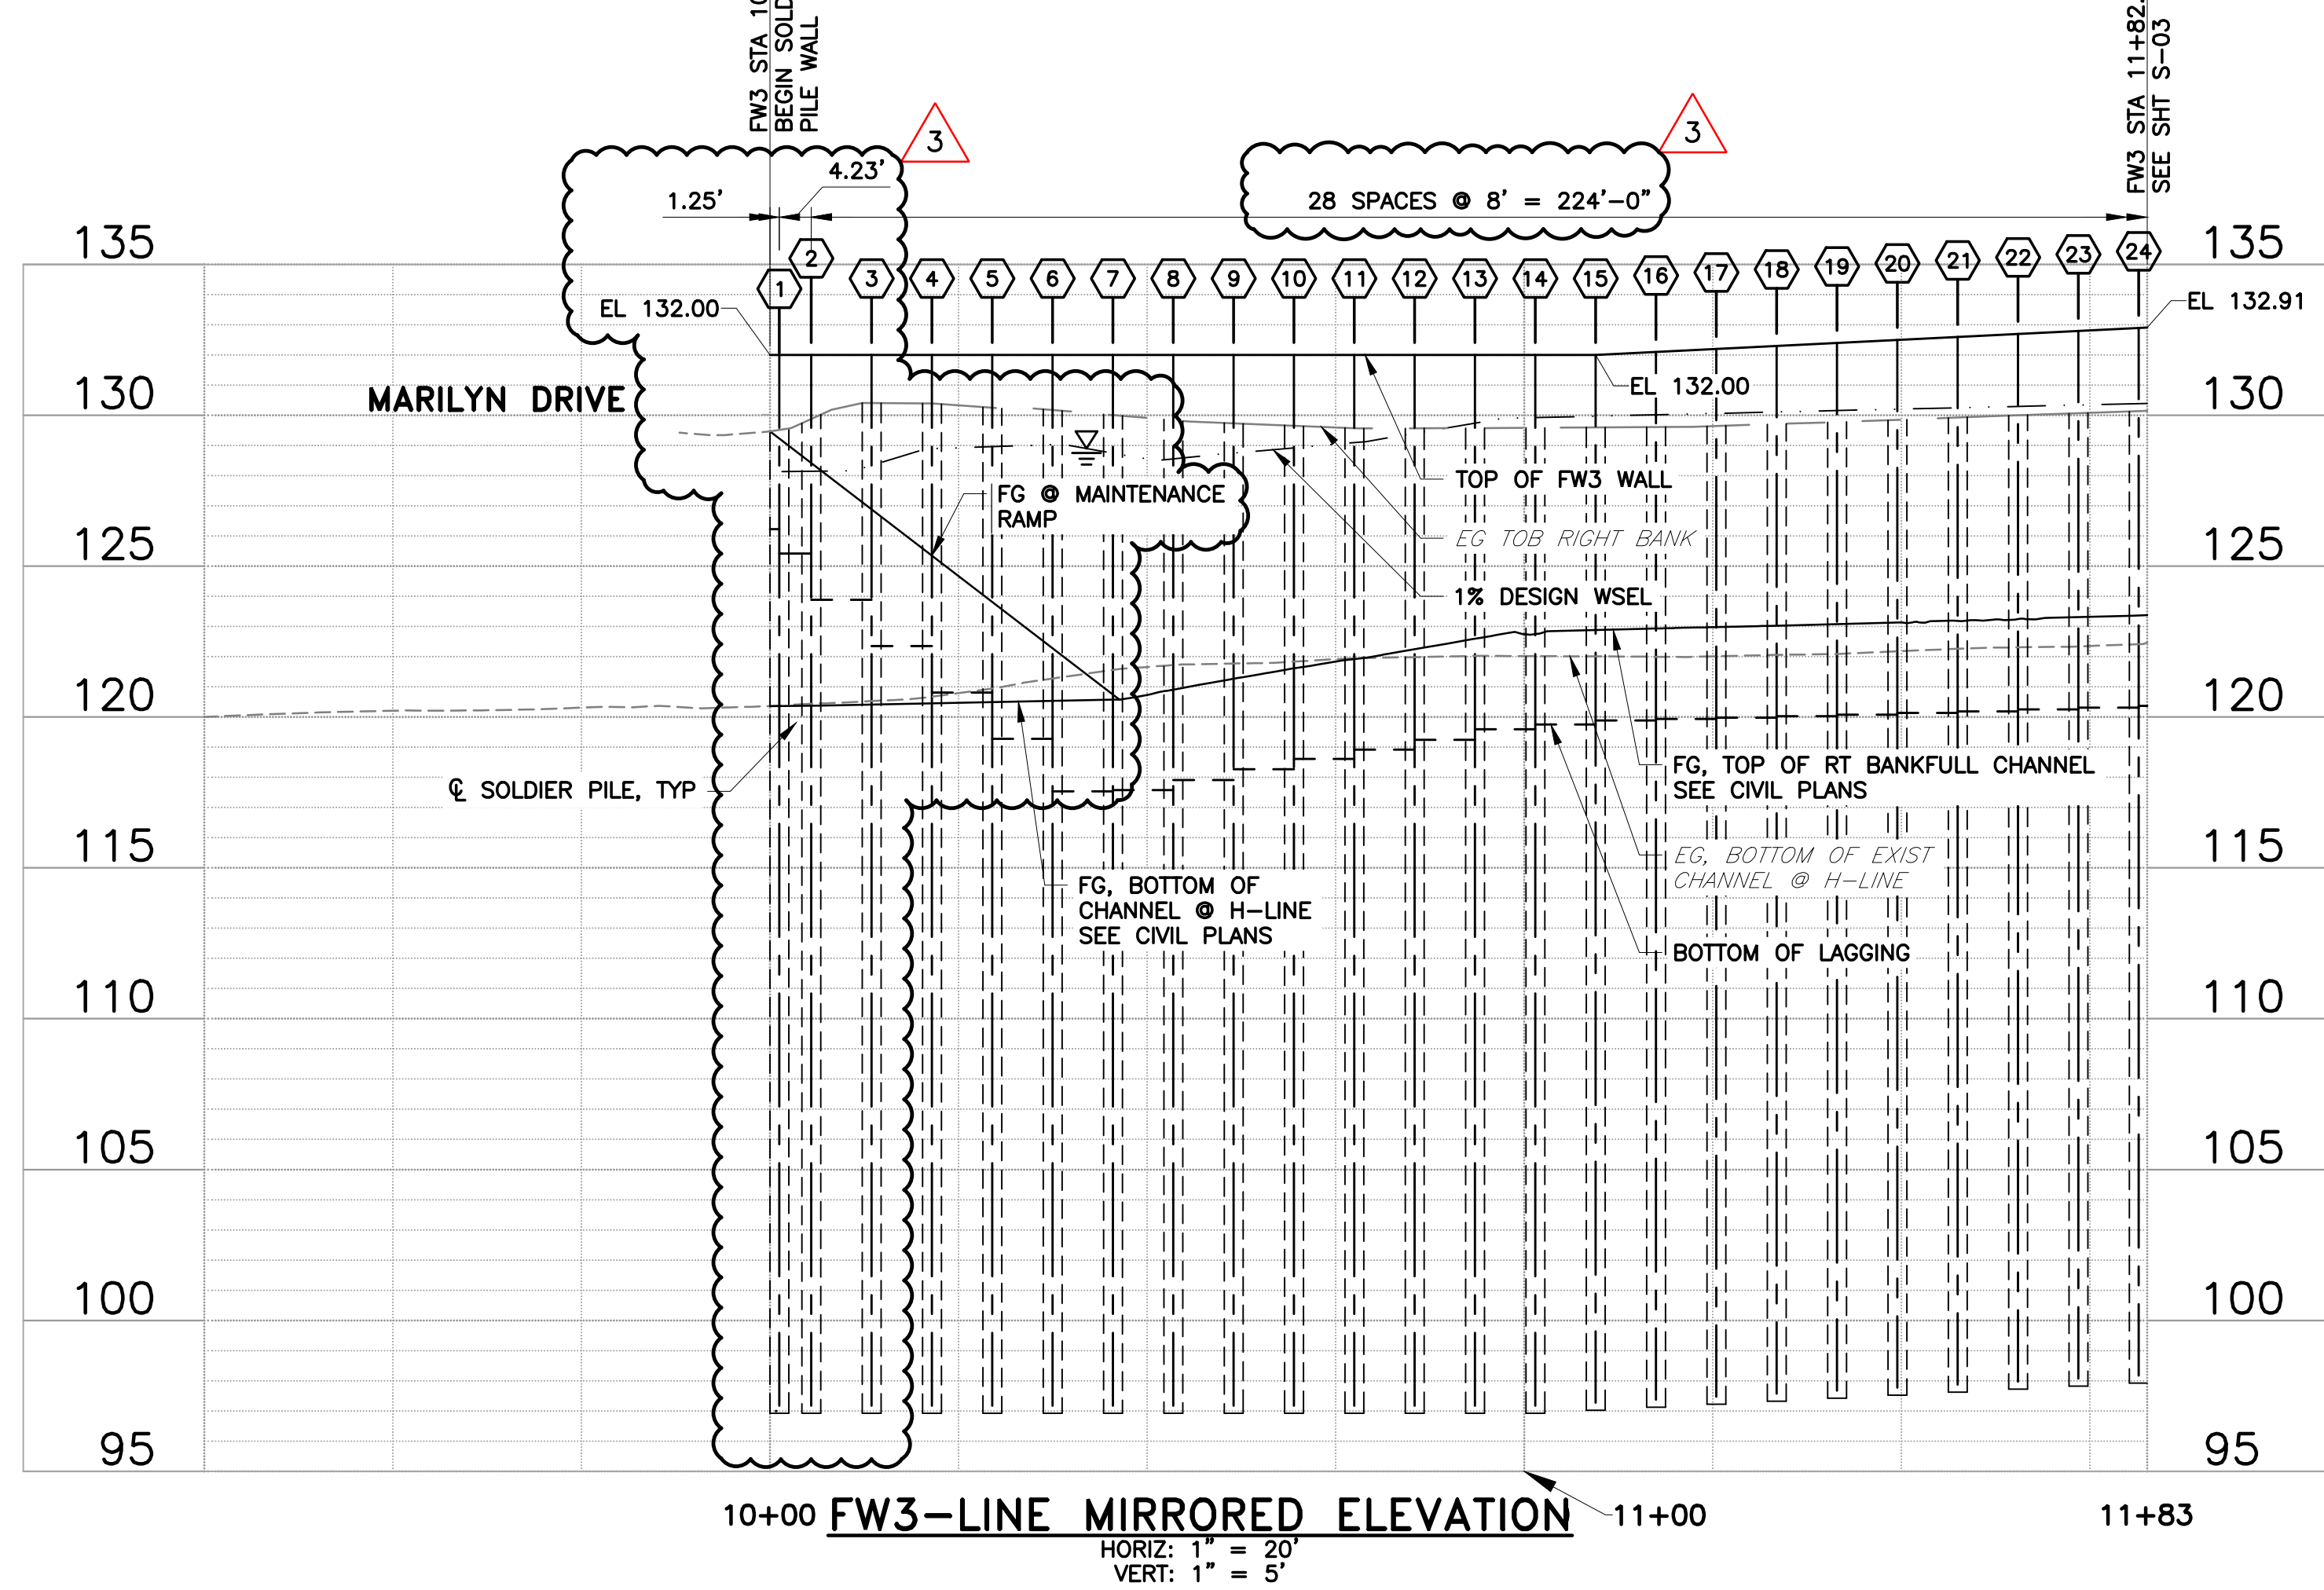 FW3 STA 10
BEGIN SOLD
PILE WALL
FW3 STA 11+82.
SEE SHT S-03
3
3
4.23'
1.25'
28 SPACES @ 8' = 224'-0"
135
135
1 2 3 4 5 6 7 8 9 10 11 12 13 14 15 16 17 18 19 20 21 22 23 24
EL 132.00
EL 132.91
EL 132.00
130
MARILYN DRIVE
130
TOP OF FW3 WALL
FG @ MAINTENANCE
RAMP
EG TOB RIGHT BANK
125
125
1% DESIGN WSEL
120
120
FG, TOP OF RT BANKFULL CHANNEL
SEE CIVIL PLANS
℄ SOLDIER PILE, TYP
115
115
EG, BOTTOM OF EXIST
CHANNEL @ H-LINE
FG, BOTTOM OF
CHANNEL @ H-LINE
SEE CIVIL PLANS
BOTTOM OF LAGGING
110
110
105
105
100
100
95
95
10+00
FW3-LINE MIRRORED ELEVATION
11+00
11+83
HORIZ: 1" = 20'
VERT: 1" = 5'